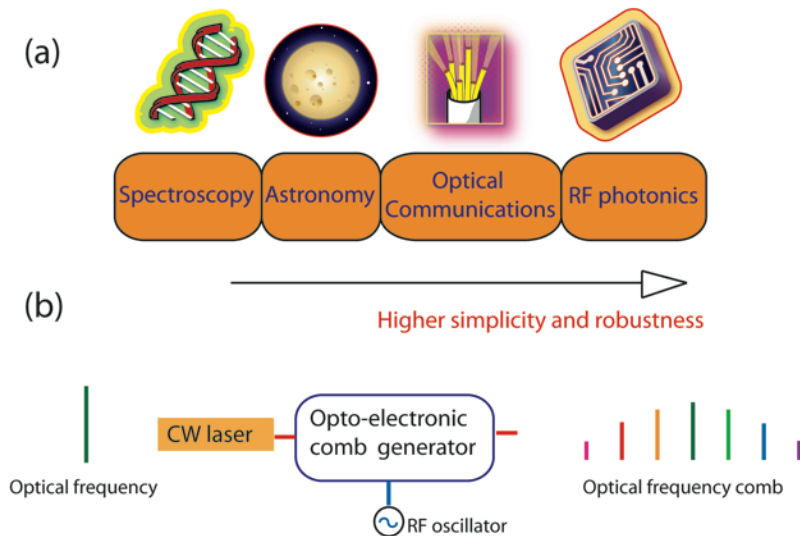 (a)
Spectroscopy
Astronomy
Optical
Communications
RF photonics
Higher simplicity and robustness
(b)
CW laser
Opto-electronic
comb generator
Optical frequency
RF oscillator
Optical frequency comb